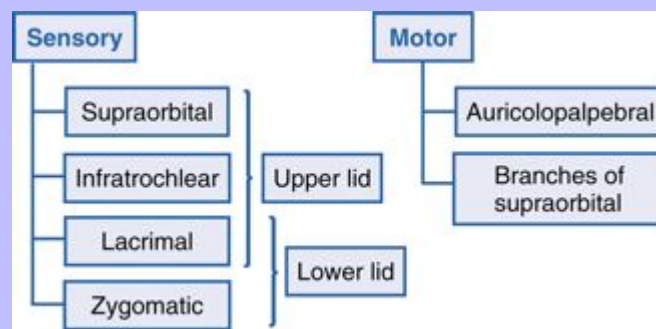 Sensory
Supraorbital
Infratrochlear
Lacrimal
Zygomatic
Upper lid
Lower lid
Motor
Auricolopalpebral
Branches of
supraorbital